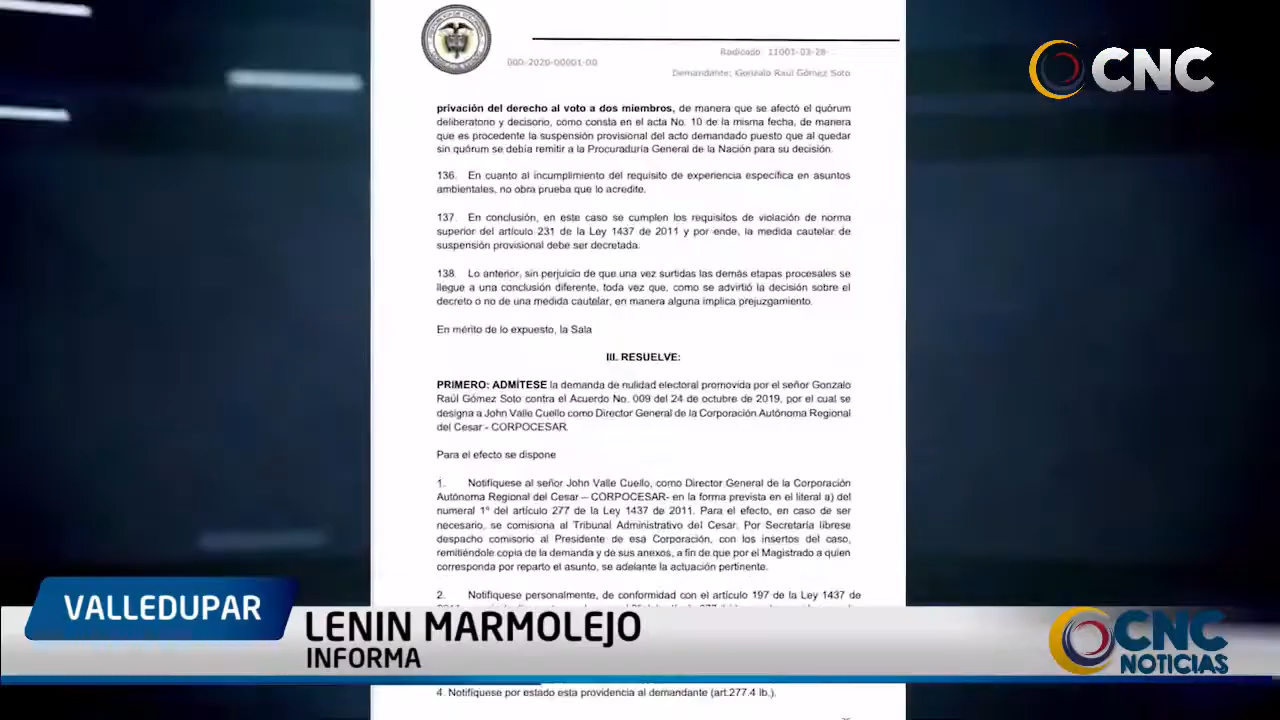 Radicado: 11001-03-28-
000-2020-00001-00
Demandante: Gonzalo Raúl Gómez Soto
CNC
privación del derecho al voto a dos miembros, de manera que se afectó el quórum
deliberatorio y decisorio, como consta en el acta No. 10 de la misma fecha, de manera
que es procedente la suspensión provisional del acto demandado puesto que al quedar
sin quórum se debía remitir a la Procuraduría General de la Nación para su decisión.
136. En cuanto al incumplimiento del requisito de experiencia específica en asuntos
ambientales, no obra prueba que lo acredite.
137. En conclusión, en este caso se cumplen los requisitos de violación de norma
superior del artículo 231 de la Ley 1437 de 2011 y por ende, la medida cautelar de
suspensión provisional debe ser decretada.
138. Lo anterior, sin perjuicio de que una vez surtidas las demás etapas procesales se
llegue a una conclusión diferente, toda vez que, como se advirtió la decisión sobre el
decreto o no de una medida cautelar, en manera alguna implica prejuzgamiento.
En mérito de lo expuesto, la Sala
III. RESUELVE:
PRIMERO: ADMÍTESE la demanda de nulidad electoral promovida por el señor Gonzalo
Raúl Gómez Soto contra el Acuerdo No. 009 del 24 de octubre de 2019, por el cual se
designa a John Valle Cuello como Director General de la Corporación Autónoma Regional
del Cesar - CORPOCESAR.
Para el efecto se dispone
1. Notifíquese al señor John Valle Cuello, como Director General de la Corporación
Autónoma Regional del Cesar – CORPOCESAR- en la forma prevista en el literal a) del
numeral 1º del artículo 277 de la Ley 1437 de 2011. Para el efecto, en caso de ser
necesario, se comisiona al Tribunal Administrativo del Cesar. Por Secretaría líbrese
despacho comisorio al Presidente de esa Corporación, con los insertos del caso,
remitiéndole copia de la demanda y de sus anexos, a fin de que por el Magistrado a quien
corresponda por reparto el asunto, se adelante la actuación pertinente.
2. Notifíquese personalmente, de conformidad con el artículo 197 de la Ley 1437 de
VALLEDUPAR
LENIN MARMOLEJO
INFORMA
CNC
NOTICIAS
4. Notifíquese por estado esta providencia al demandante (art.277.4 Ib.).